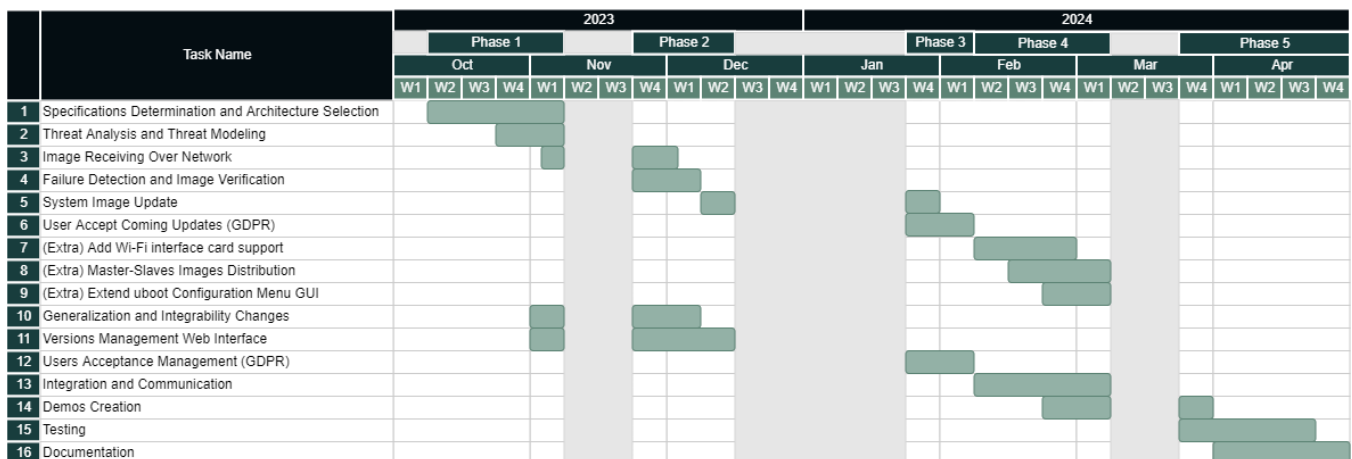 2023 2024
Phase 1 Phase 2 Phase 3 Phase 4 Phase 5
Task Name
Oct Nov Dec Jan Feb Mar Apr
W1 W2 W3 W4 W1 W2 W3 W4 W1 W2 W3 W4 W1 W2 W3 W4 W1 W2 W3 W4 W1 W2 W3 W4 W1 W2 W3 W4
1 Specifications Determination and Architecture Selection
2 Threat Analysis and Threat Modeling
3 Image Receiving Over Network
4 Failure Detection and Image Verification
5 System Image Update
6 User Accept Coming Updates (GDPR)
7 (Extra) Add Wi-Fi interface card support
8 (Extra) Master-Slaves Images Distribution
9 (Extra) Extend uboot Configuration Menu GUI
10 Generalization and Integrability Changes
11 Versions Management Web Interface
12 Users Acceptance Management (GDPR)
13 Integration and Communication
14 Demos Creation
15 Testing
16 Documentation